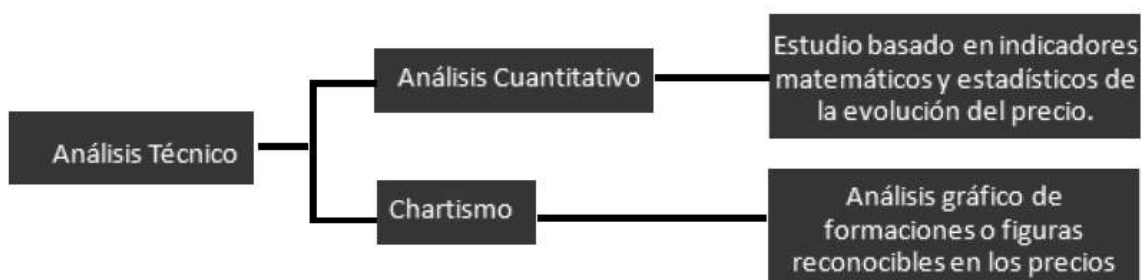 Análisis Técnico
Análisis Cuantitativo
Estudio basado en indicadores
matemáticos y estadísticos de
la evolución del precio.
Chartismo
Análisis gráfico de
formaciones o figuras
reconocibles en los precios